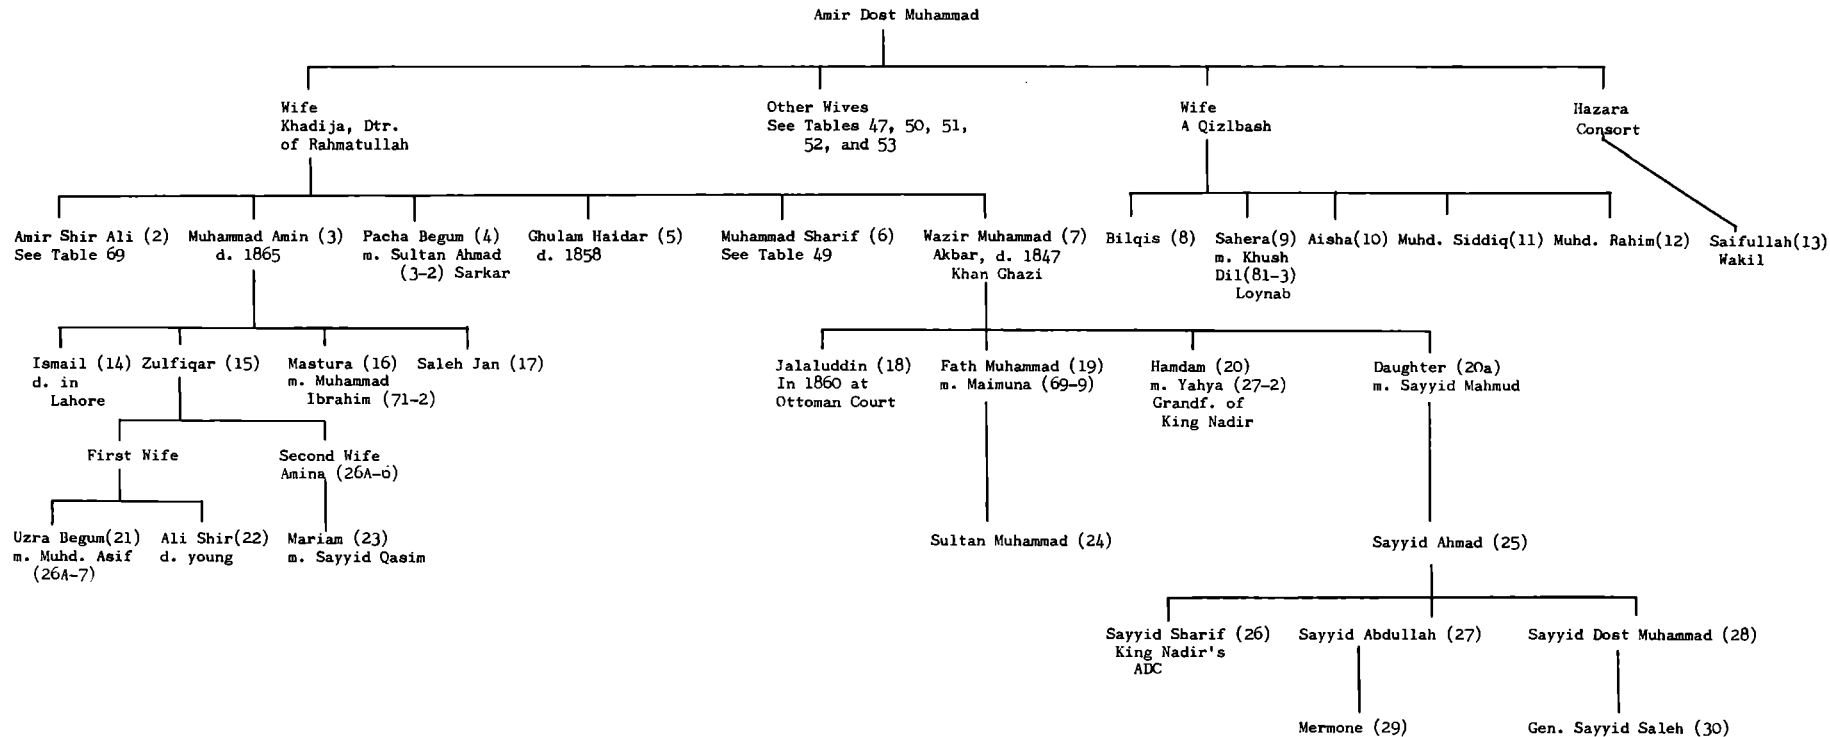 Amir Dost Muhammad
Wife
Khadija, Dtr.
of Rahmatullah
Other Wives
See Tables 47, 50, 51,
52, and 53
Wife
A Qizlbash
Hazara
Consort
Amir Shir Ali (2)
See Table 69
Muhammad Amin (3)
d. 1865
Pacha Begum (4)
m. Sultan Ahmad
(3-2) Sarkar
Ghulam Haidar (5)
d. 1858
Muhammad Sharif (6)
See Table 49
Wazir Muhammad (7)
Akbar, d. 1847
Khan Ghazi
Bilqis (8)
Sahera(9)
m. Khush
Dil(81-3)
Loynab
Aisha(10)
Muhd. Siddiq(11)
Muhd. Rahim(12)
Saifullah(13)
Wakil
Ismail (14)
d. in
Lahore
Zulfiqar (15)
Mastura (16)
m. Muhammad
Ibrahim (71-2)
Saleh Jan (17)
Jalaluddin (18)
In 1860 at
Ottoman Court
Fath Muhammad (19)
m. Maimuna (69-9)
Hamdam (20)
m. Yahya (27-2)
Grandf. of
King Nadir
Daughter (20a)
m. Sayyid Mahmud
First Wife
Second Wife
Amina (26A-6)
Uzra Begum(21)
m. Muhd. Asif
(26A-7)
Ali Shir(22)
d. young
Mariam (23)
m. Sayyid Qasim
Sultan Muhammad (24)
Sayyid Ahmad (25)
Sayyid Sharif (26)
King Nadir's
ADC
Sayyid Abdullah (27)
Sayyid Dost Muhammad (28)
Mermone (29)
Gen. Sayyid Saleh (30)